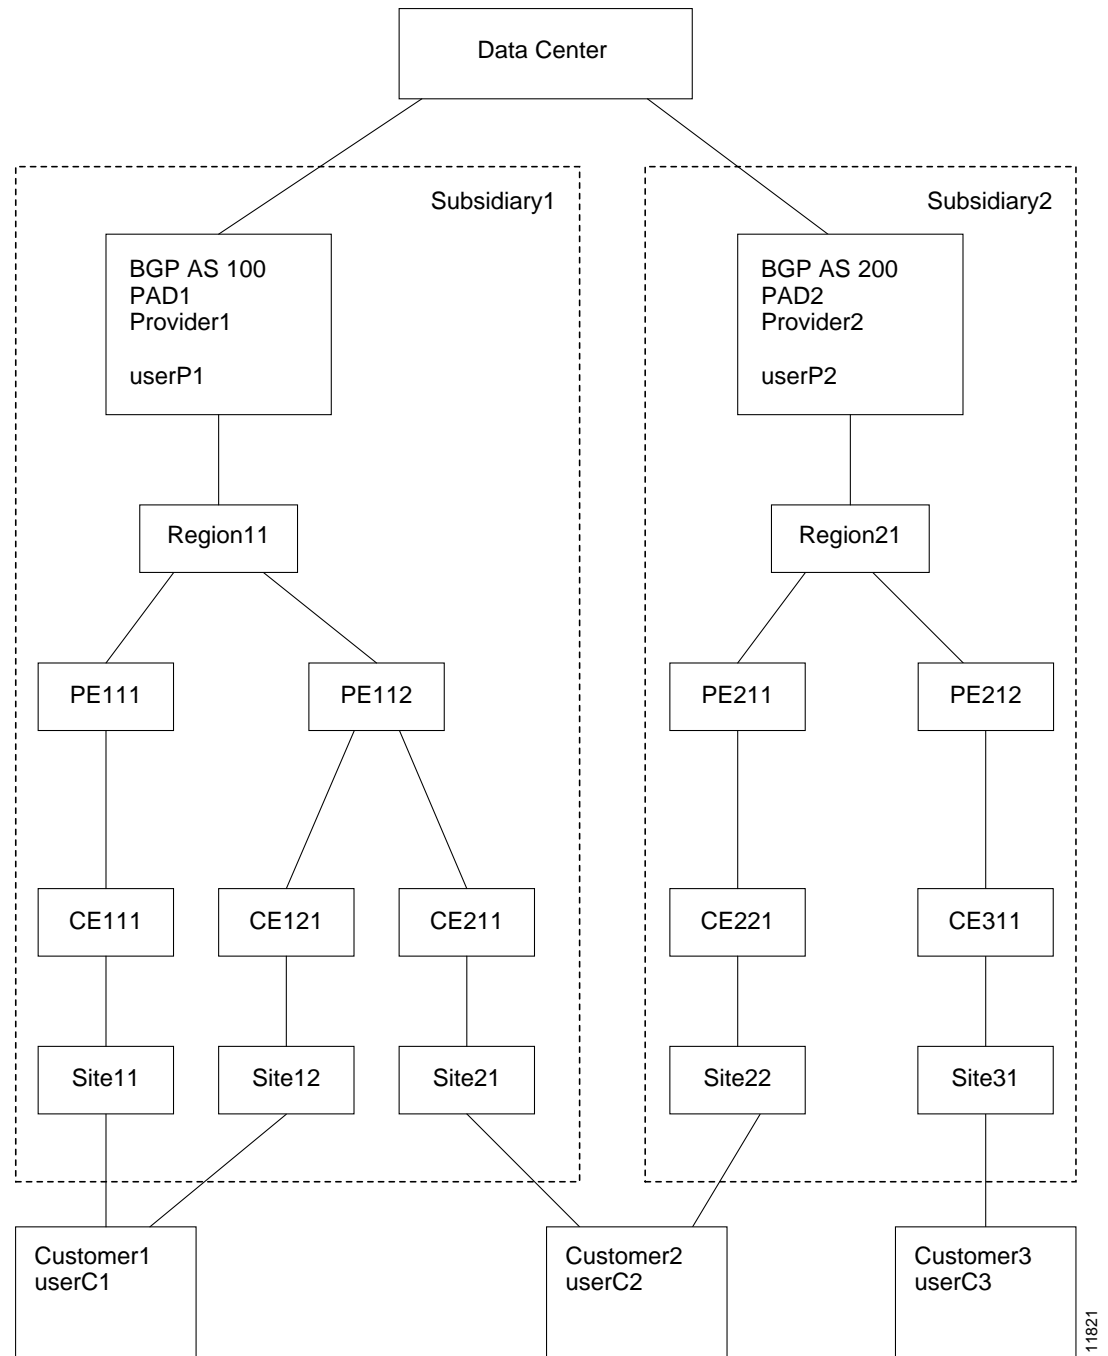 Data Center
Subsidiary1
Subsidiary2
BGP AS 100
PAD1
Provider1
userP1
BGP AS 200
PAD2
Provider2
userP2
Region11
Region21
PE111
PE112
PE211
PE212
CE111
CE121
CE211
CE221
CE311
Site11
Site12
Site21
Site22
Site31
Customer1
userC1
Customer2
userC2
Customer3
userC3
11821